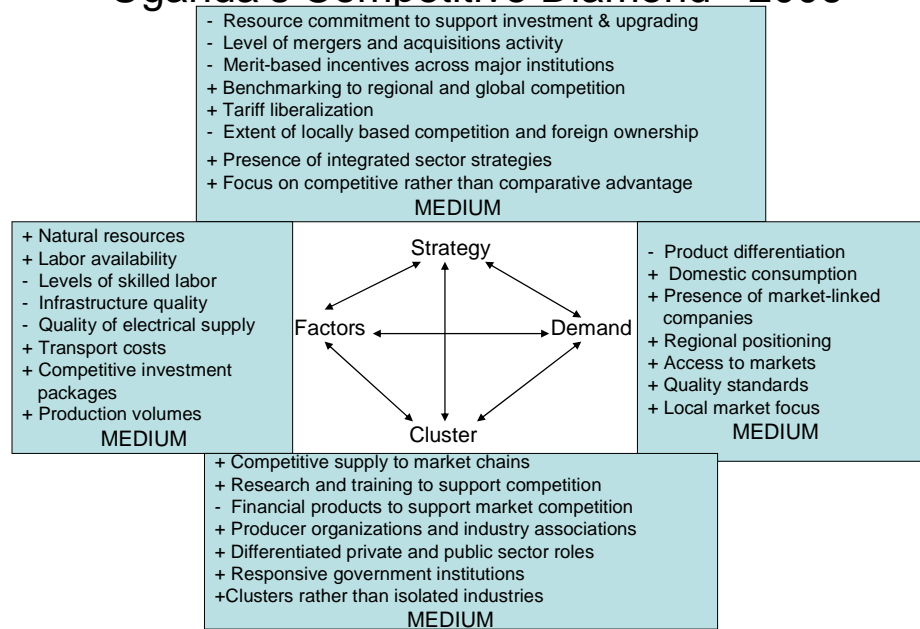 Uganda's Competitive Diamond
- Resource commitment to support investment & upgrading
- Level of mergers and acquisitions activity
- Merit-based incentives across major institutions
+ Benchmarking to regional and global competition
+ Tariff liberalization
- Extent of locally based competition and foreign ownership
+ Presence of integrated sector strategies
+ Focus on competitive rather than comparative advantage
MEDIUM
+ Natural resources
+ Labor availability
- Levels of skilled labor
- Infrastructure quality
- Quality of electrical supply
+ Transport costs
+ Competitive investment
packages
+ Production volumes
MEDIUM
Strategy
Factors
Demand
Cluster
- Product differentiation
+ Domestic consumption
+ Presence of market-linked
companies
+ Regional positioning
+ Access to markets
+ Quality standards
+ Local market focus
MEDIUM
+ Competitive supply to market chains
+ Research and training to support competition
- Financial products to support market competition
+ Producer organizations and industry associations
+ Differentiated private and public sector roles
+ Responsive government institutions
+Clusters rather than isolated industries
MEDIUM